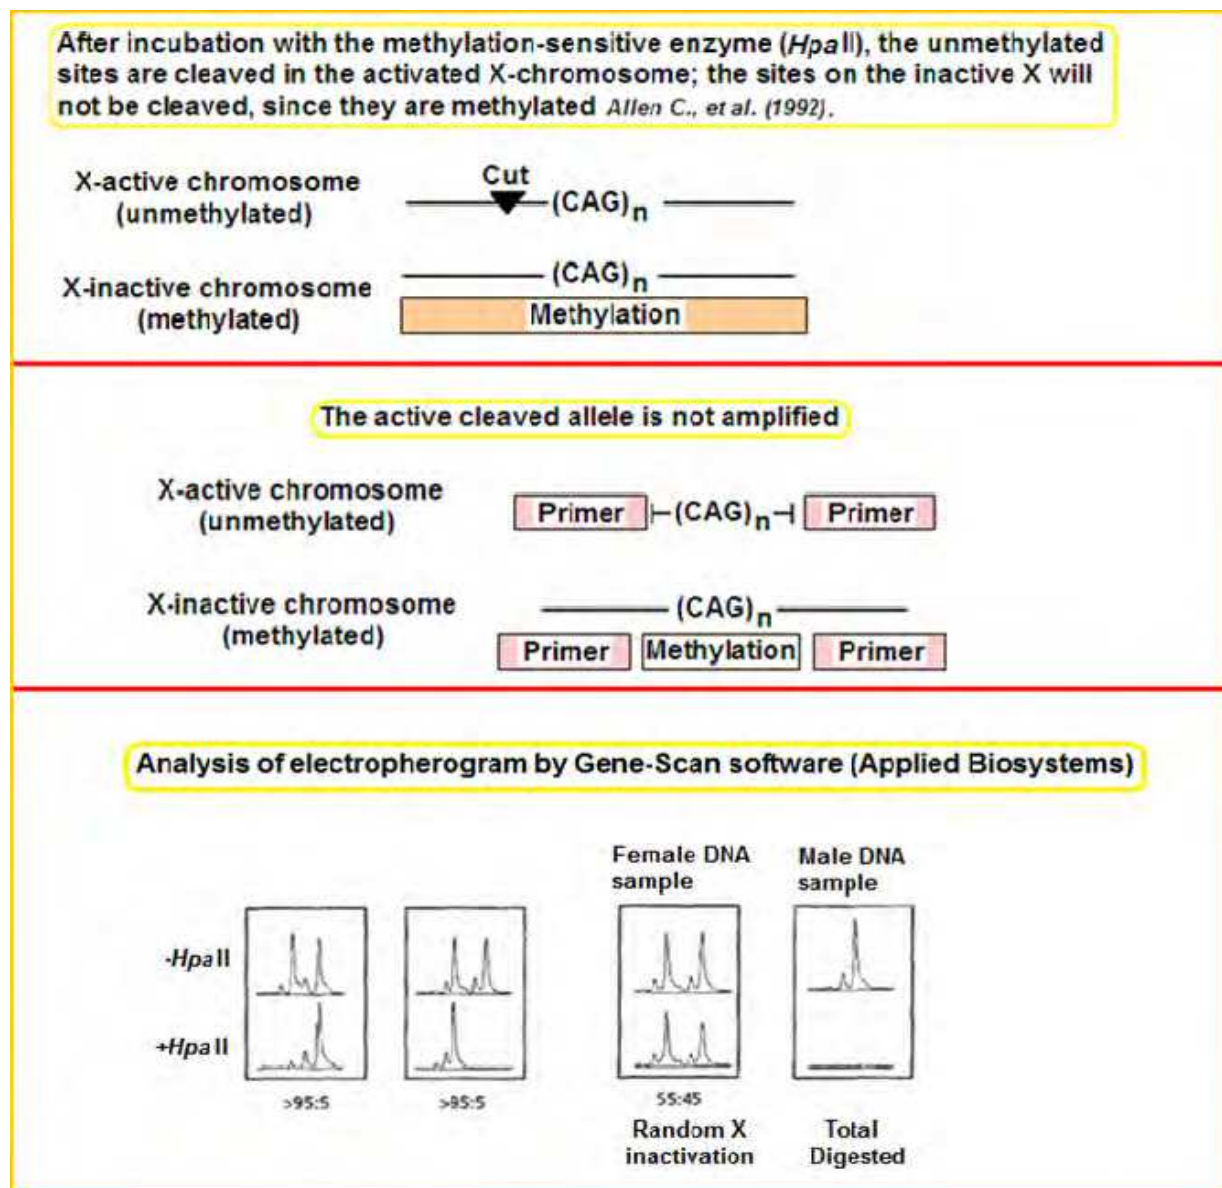 After incubation with the methylation-sensitive enzyme (HpaII), the unmethylated
sites are cleaved in the activated X-chromosome; the sites on the inactive X will
not be cleaved, since they are methylated Allen C., et al. (1992).
Cut
X-active chromosome
(unmethylated)
(CAG)n
X-inactive chromosome
(methylated)
(CAG)n
Methylation
The active cleaved allele is not amplified
X-active chromosome
(unmethylated)
Primer (CAG)n Primer
X-inactive chromosome
(methylated)
(CAG)n
Primer Methylation Primer
Analysis of electropherogram by Gene-Scan software (Applied Biosystems)
Female DNA
sample
Male DNA
sample
-HpaII
+HpaII
>95:5
>95:5
55:45
Random X
inactivation
Total
Digested